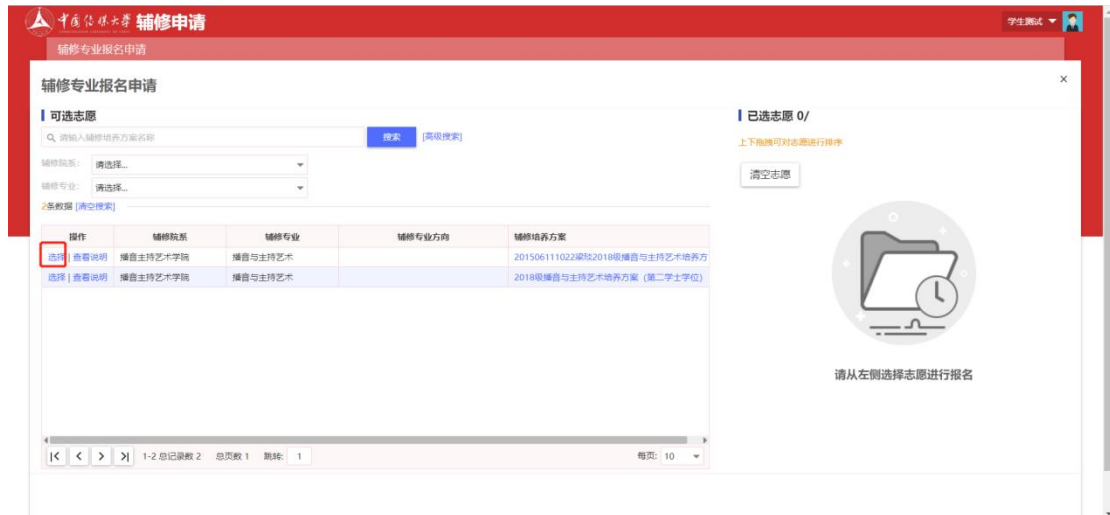 中国传媒大学 辅修申请
学生测试
辅修专业报名申请
辅修专业报名申请
×
可选志愿
请输入辅修培养方案名称 搜索 [高级搜索]
辅修院系: 请选择...
辅修专业: 请选择...
2条数据 [清空搜索]
操作 辅修院系 辅修专业 辅修专业方向 辅修培养方案
选择 | 查看说明 播音主持艺术学院 播音与主持艺术 201506111022梁琰2018级播音与主持艺术培养方
选择 | 查看说明 播音主持艺术学院 播音与主持艺术 2018级播音与主持艺术培养方案 (第二学士学位)
1-2 总记录数 2 总页数 1 跳转: 1 每页: 10
已选志愿 0/
上下拖拽可对志愿进行排序
清空志愿
请从左侧选择志愿进行报名